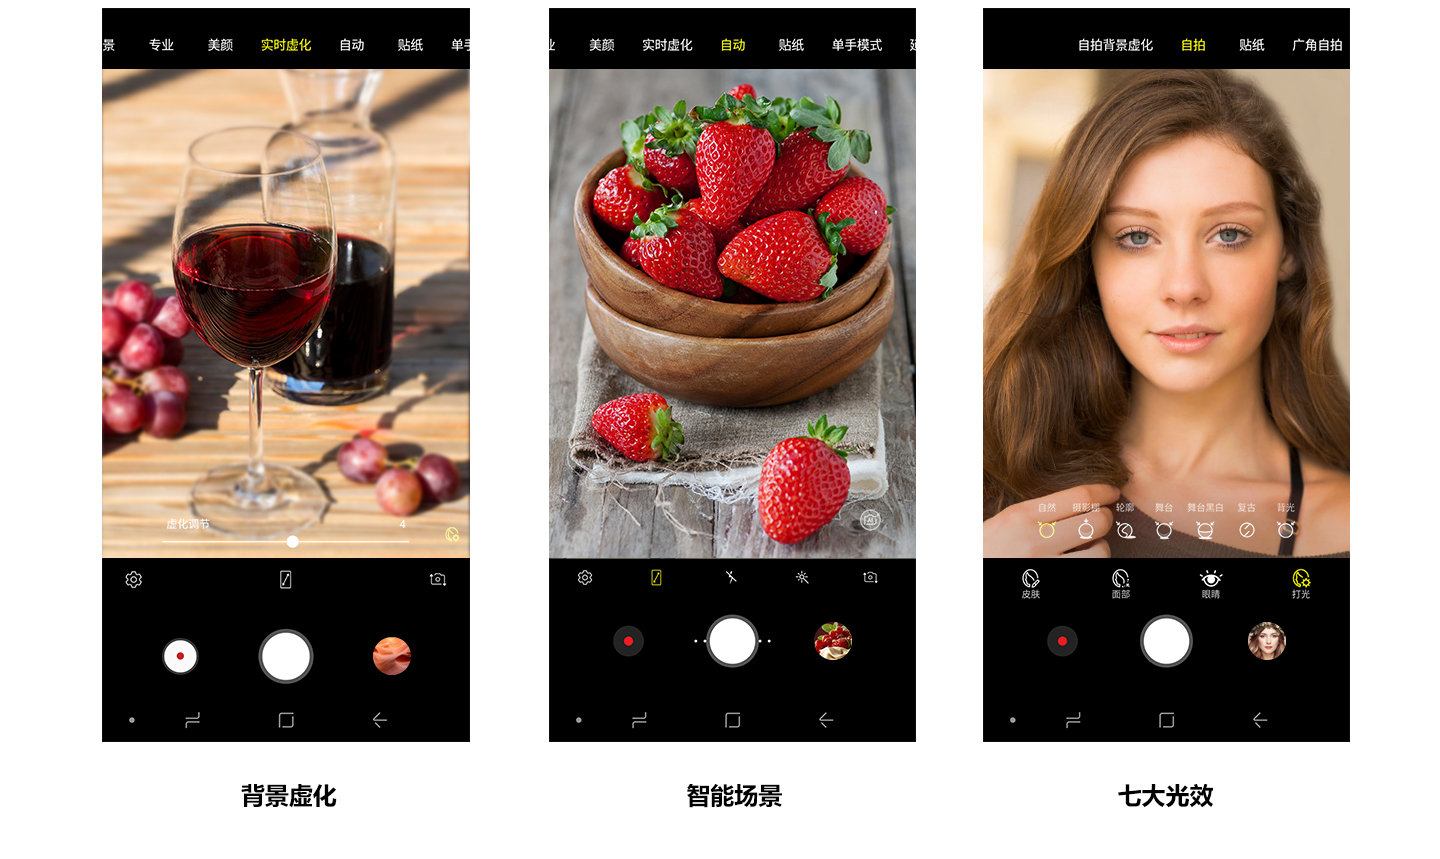 景 专业 美颜 实时虚化 自动 贴纸 单手
虚化调节 4
背景虚化
业 美颜 实时虚化 自动 贴纸 单手模式 延
AI
智能场景
自拍背景虚化 自拍 贴纸 广角自拍
自然 摄影棚 轮廓 舞台 舞台黑白 复古 背光
皮肤 面部 眼睛 打光
七大光效